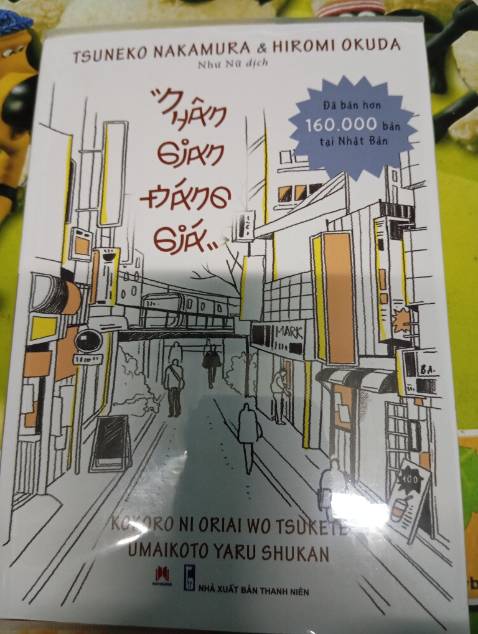 TSUNEKO NAKAMURA & HIROMI OKUDA
Như Nữ dịch
Đã bán hơn
160.000 bản
tại Nhật Bản
"NHÂN
GIAN
ĐÁNG
GIÁ"
MARK
B.A.
100
KOKORO NI ORIAI WO TSUKETE
UMAIKOTO YARU SHUKAN
NHÀ XUẤT BẢN THANH NIÊN